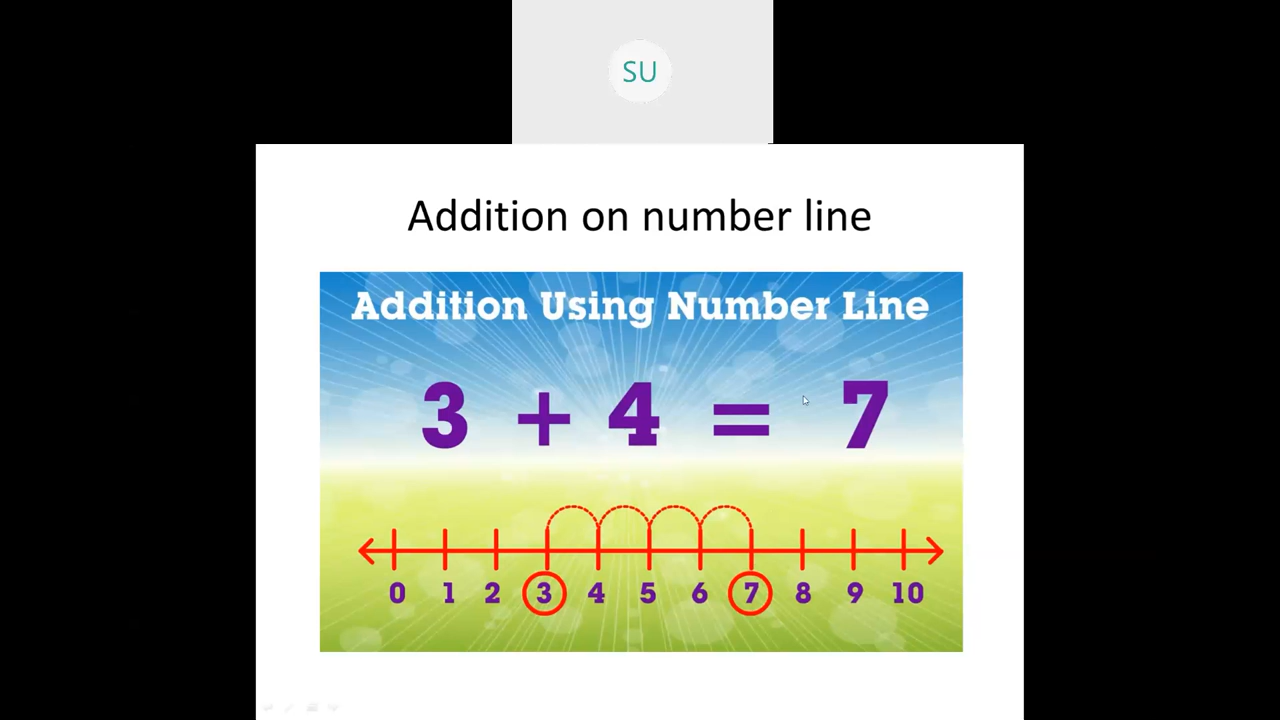 SU
Addition on number line
Addition Using Number Line
3 + 4 = 7
0 1 2 3 4 5 6 7 8 9 10